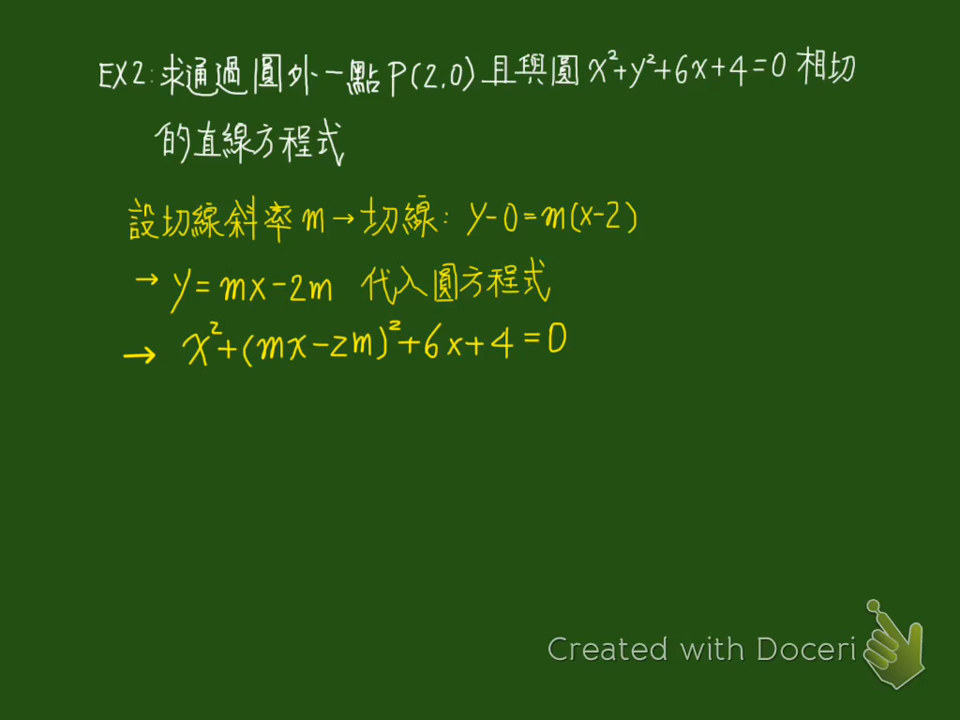 EX2:求通過圓外一點P(2,0)且與圓x²+y²+6x+4=0相切
的直線方程式
設切線斜率m→切線: y-0=m(x-2)
→ y=mx-2m 代入圓方程式
→ x²+(mx-2m)²+6x+4=0
Created with Doceri